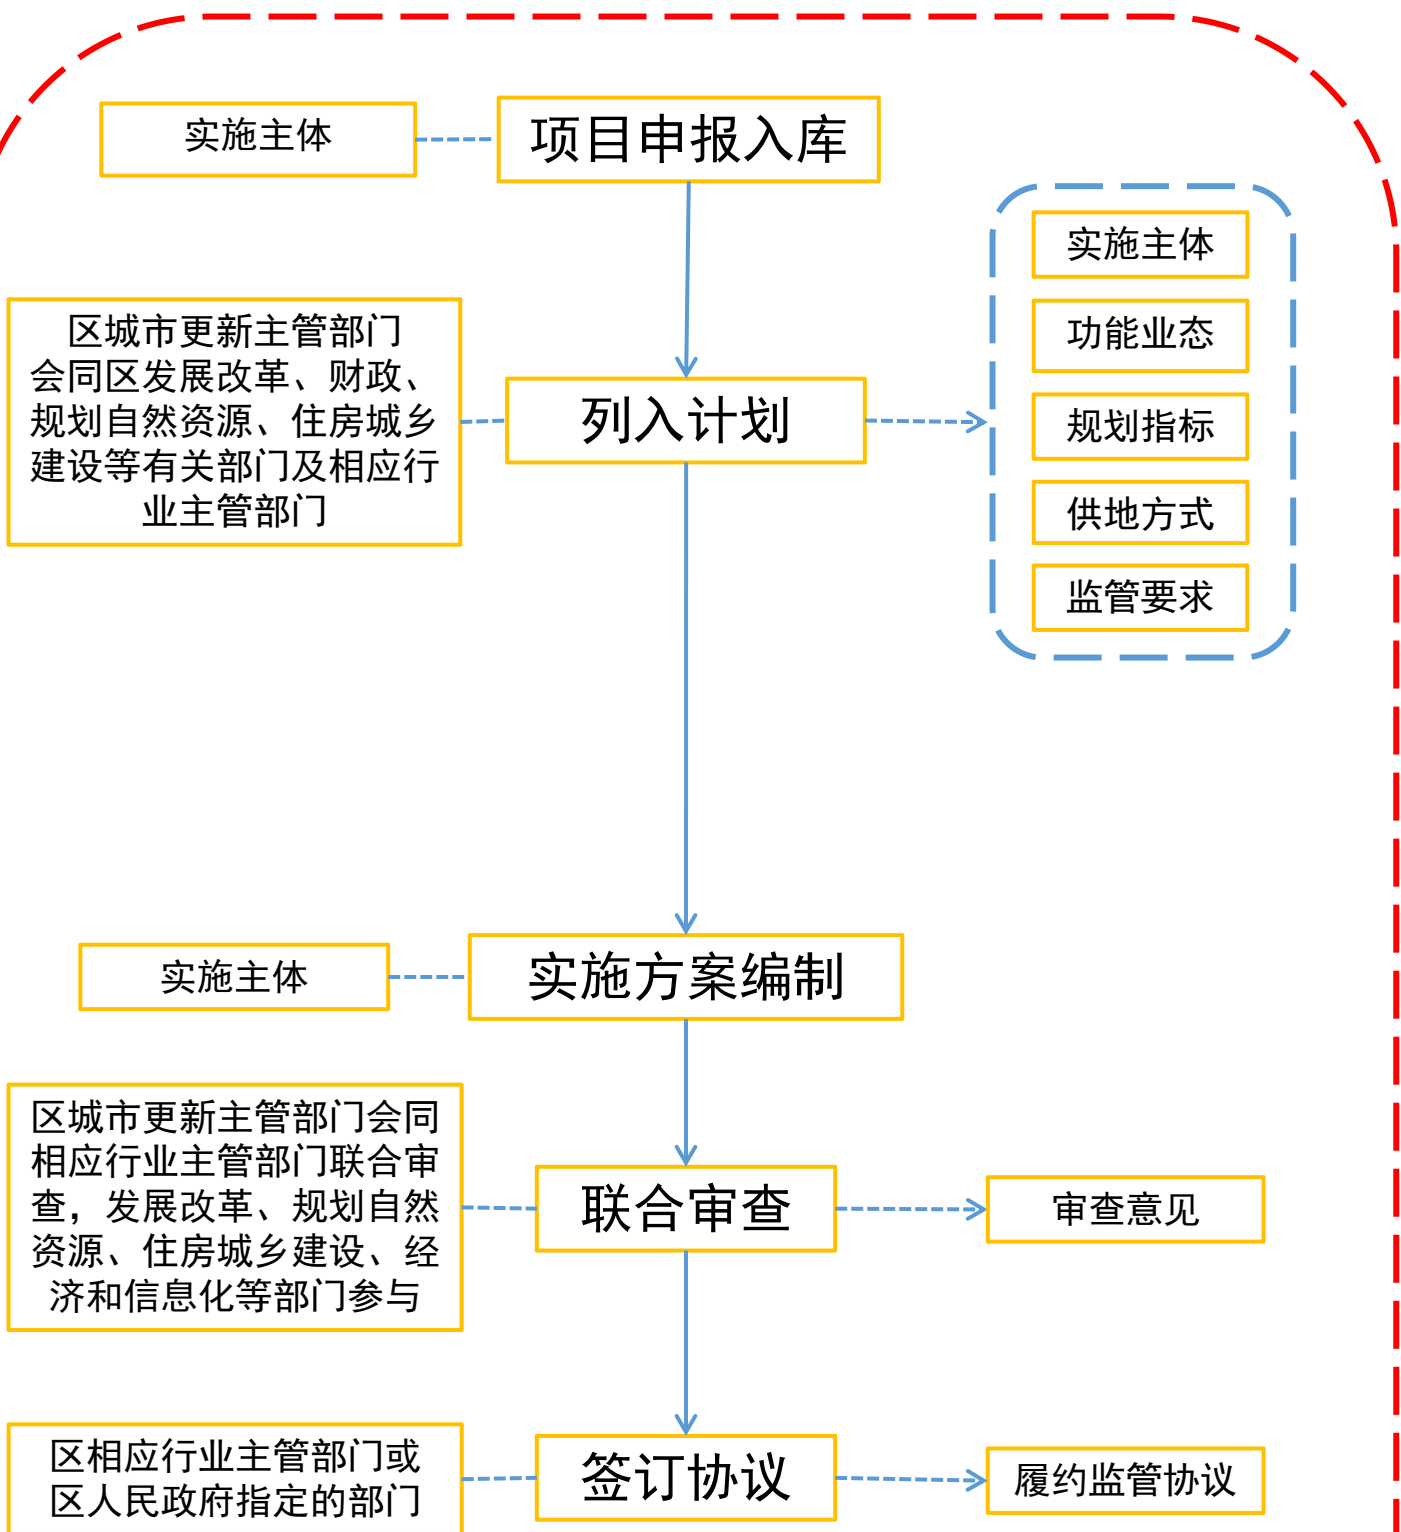 实施主体
项目申报入库
区城市更新主管部门
会同区发展改革、财政、
规划自然资源、住房城乡
建设等有关部门及相应行
业主管部门
列入计划
实施主体
功能业态
规划指标
供地方式
监管要求
实施主体
实施方案编制
区城市更新主管部门会同
相应行业主管部门联合审
查，发展改革、规划自然
资源、住房城乡建设、经
济和信息化等部门参与
联合审查
审查意见
区相应行业主管部门或
区人民政府指定的部门
签订协议
履约监管协议